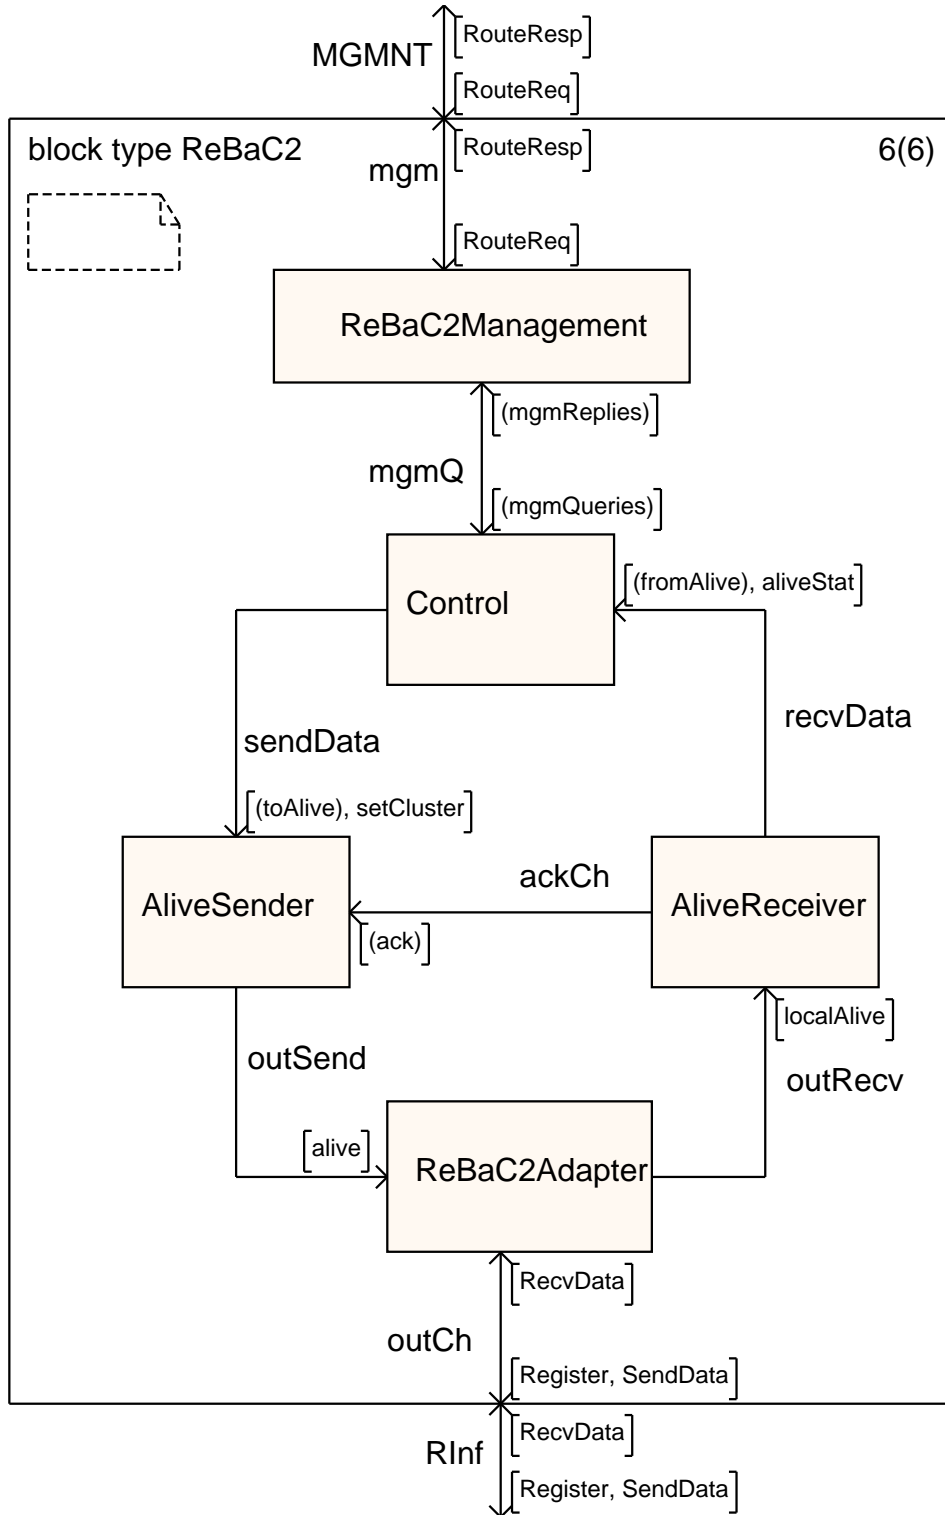 [RouteResp]
MGMNT
[RouteReq]
block type ReBaC2
[RouteResp]
6(6)
mgm
[RouteReq]
ReBaC2Management
[(mgmReplies)]
mgmQ
[(mgmQueries)]
[(fromAlive), aliveStat]
Control
recvData
sendData
[(toAlive), setCluster]
ackCh
AliveSender
AliveReceiver
[(ack)]
[localAlive]
outSend
outRecv
[alive]
ReBaC2Adapter
[RecvData]
outCh
[Register, SendData]
[RecvData]
RInf
[Register, SendData]